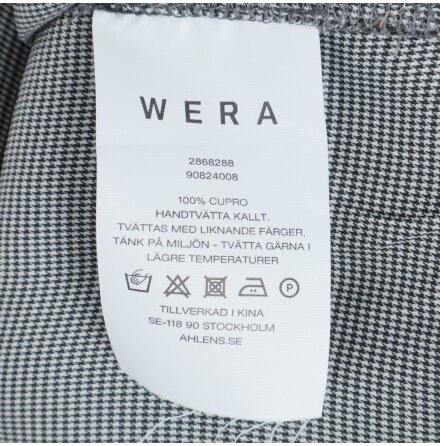 WERA
2868288
90824008
100% CUPRO
HANDTVÄTTA KALLT.
TVÄTTAS MED LIKNANDE FÄRGER.
TÄNK PÅ MILJÖN - TVÄTTA GÄRNA I
LÄGRE TEMPERATURER
P
TILLVERKAD I KINA
SE-118 90 STOCKHOLM
AHLENS.SE